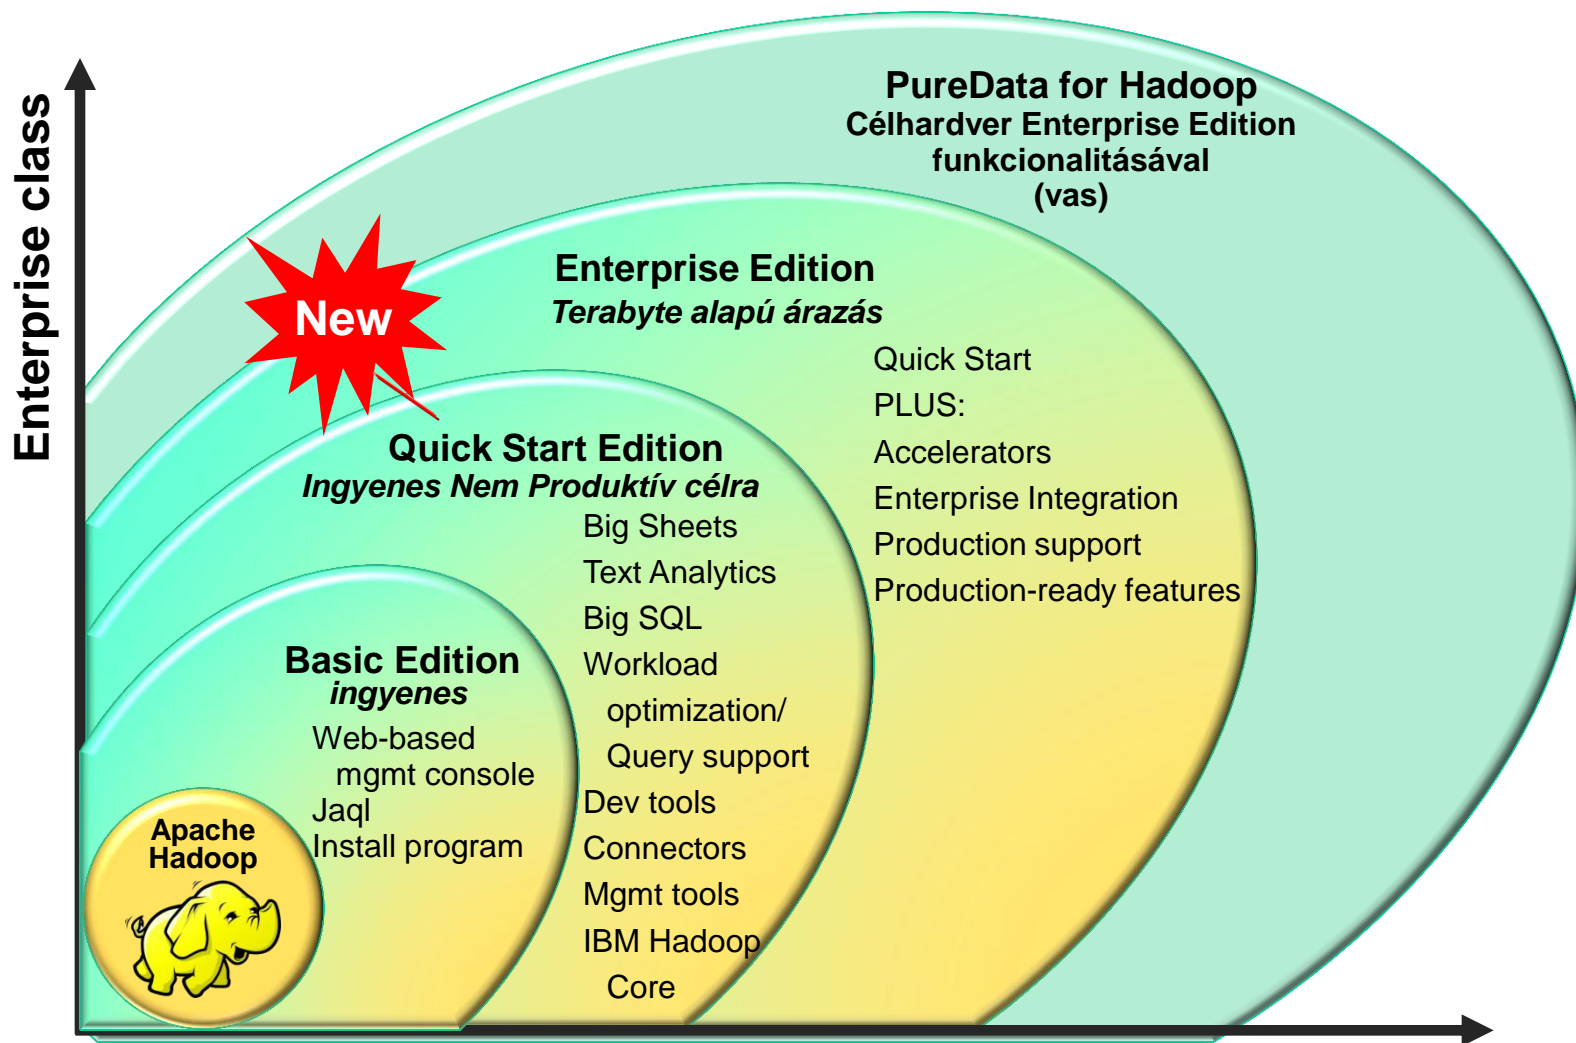 Enterprise class
PureData for Hadoop
Célhardver Enterprise Edition
funkcionalitásával
(vas)
New
Enterprise Edition
Terabyte alapú árazás
Quick Start
PLUS:
Accelerators
Enterprise Integration
Production support
Production-ready features
Quick Start Edition
Ingyenes Nem Produktív célra
Big Sheets
Text Analytics
Big SQL
Workload
optimization/
Query support
Dev tools
Connectors
Mgmt tools
IBM Hadoop
Core
Basic Edition
ingyenes
Web-based
mgmt console
Jaql
Install program
Apache
Hadoop